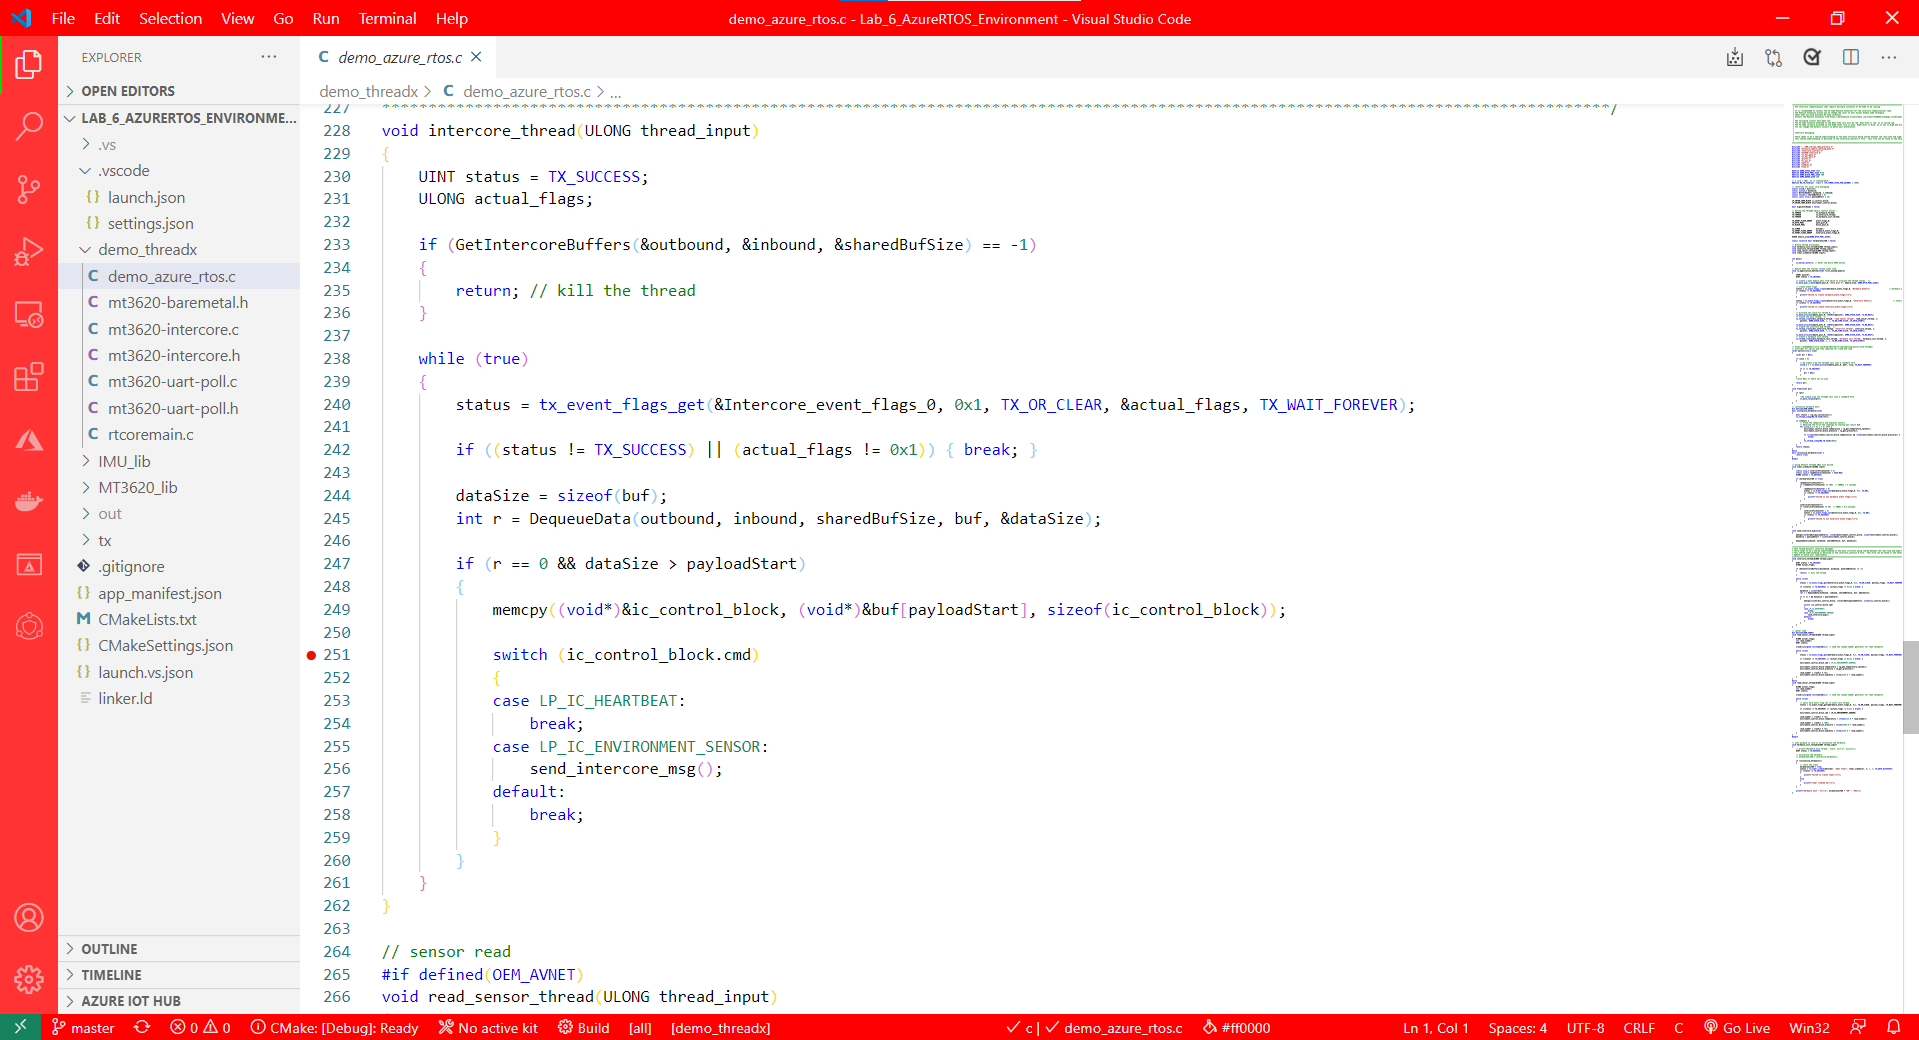 File Edit Selection View Go Run Terminal Help
demo_azure_rtos.c - Lab_6_AzureRTOS_Environment - Visual Studio Code
EXPLORER
OPEN EDITORS
LAB_6_AZURERTOS_ENVIRONME...
.vs
.vscode
launch.json
settings.json
demo_threadx
C demo_azure_rtos.c
C mt3620-baremetal.h
C mt3620-intercore.c
C mt3620-intercore.h
C mt3620-uart-poll.c
C mt3620-uart-poll.h
C rtcoremain.c
IMU_lib
MT3620_lib
out
tx
.gitignore
{} app_manifest.json
M CMakeLists.txt
{} CMakeSettings.json
{} launch.vs.json
linker.ld
OUTLINE
TIMELINE
AZURE IOT HUB
C demo_azure_rtos.c
demo_threadx > C demo_azure_rtos.c > ...
227
228 void intercore_thread(ULONG thread_input)
229 {
230 UINT status = TX_SUCCESS;
231 ULONG actual_flags;
232
233 if (GetIntercoreBuffers(&outbound, &inbound, &sharedBufSize) == -1)
234 {
235 return; // kill the thread
236 }
237
238 while (true)
239 {
240 status = tx_event_flags_get(&Intercore_event_flags_0, 0x1, TX_OR_CLEAR, &actual_flags, TX_WAIT_FOREVER);
241
242 if ((status != TX_SUCCESS) || (actual_flags != 0x1)) { break; }
243
244 dataSize = sizeof(buf);
245 int r = DequeueData(outbound, inbound, sharedBufSize, buf, &dataSize);
246
247 if (r == 0 && dataSize > payloadStart)
248 {
249 memcpy((void*)&ic_control_block, (void*)&buf[payloadStart], sizeof(ic_control_block));
250
251 switch (ic_control_block.cmd)
252 {
253 case LP_IC_HEARTBEAT:
254 break;
255 case LP_IC_ENVIRONMENT_SENSOR:
256 send_intercore_msg();
257 default:
258 break;
259 }
260 }
261 }
262 }
263
264 // sensor read
265 #if defined(OEM_AVNET)
266 void read_sensor_thread(ULONG thread_input)
master 0 0 CMake: [Debug]: Ready No active kit Build [all] [demo_threadx] c | demo_azure_rtos.c #ff0000 Ln 1, Col 1 Spaces: 4 UTF-8 CRLF C Go Live Win32